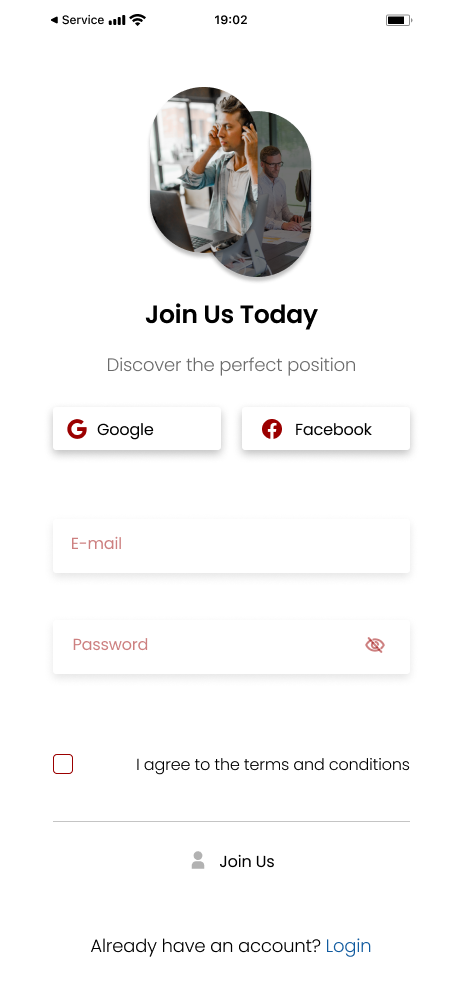 Service
19:02
Join Us Today
Discover the perfect position
Google
Facebook
E-mail
Password
I agree to the terms and conditions
Join Us
Already have an account? Login